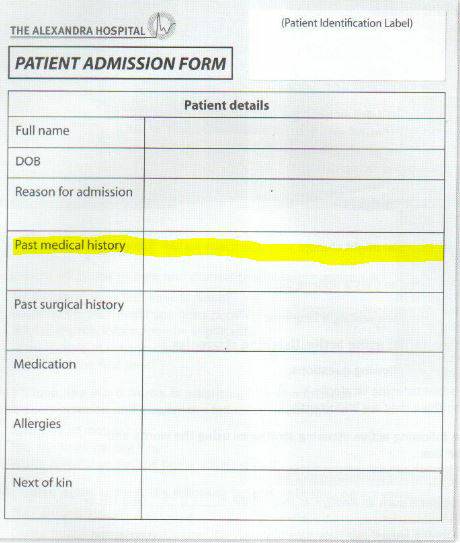 THE ALEXANDRA HOSPITAL
(Patient Identification Label)
PATIENT ADMISSION FORM
Patient details
Full name
DOB
Reason for admission
Past medical history
Past surgical history
Medication
Allergies
Next of kin